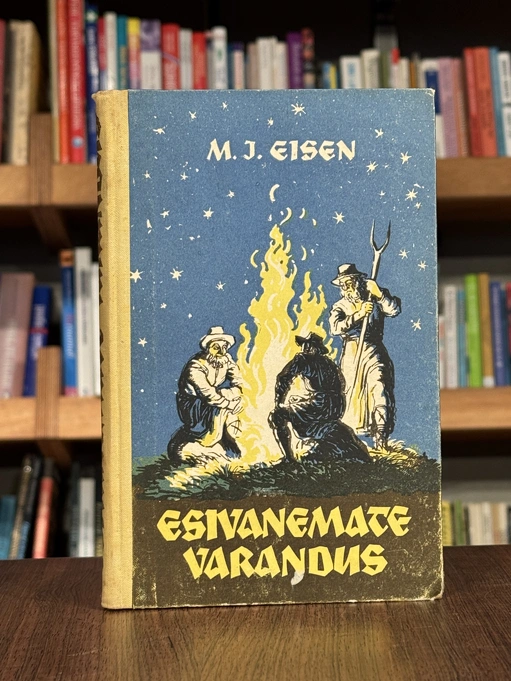 M. J. EISEN
ESIVANEMATE
VARANDUS